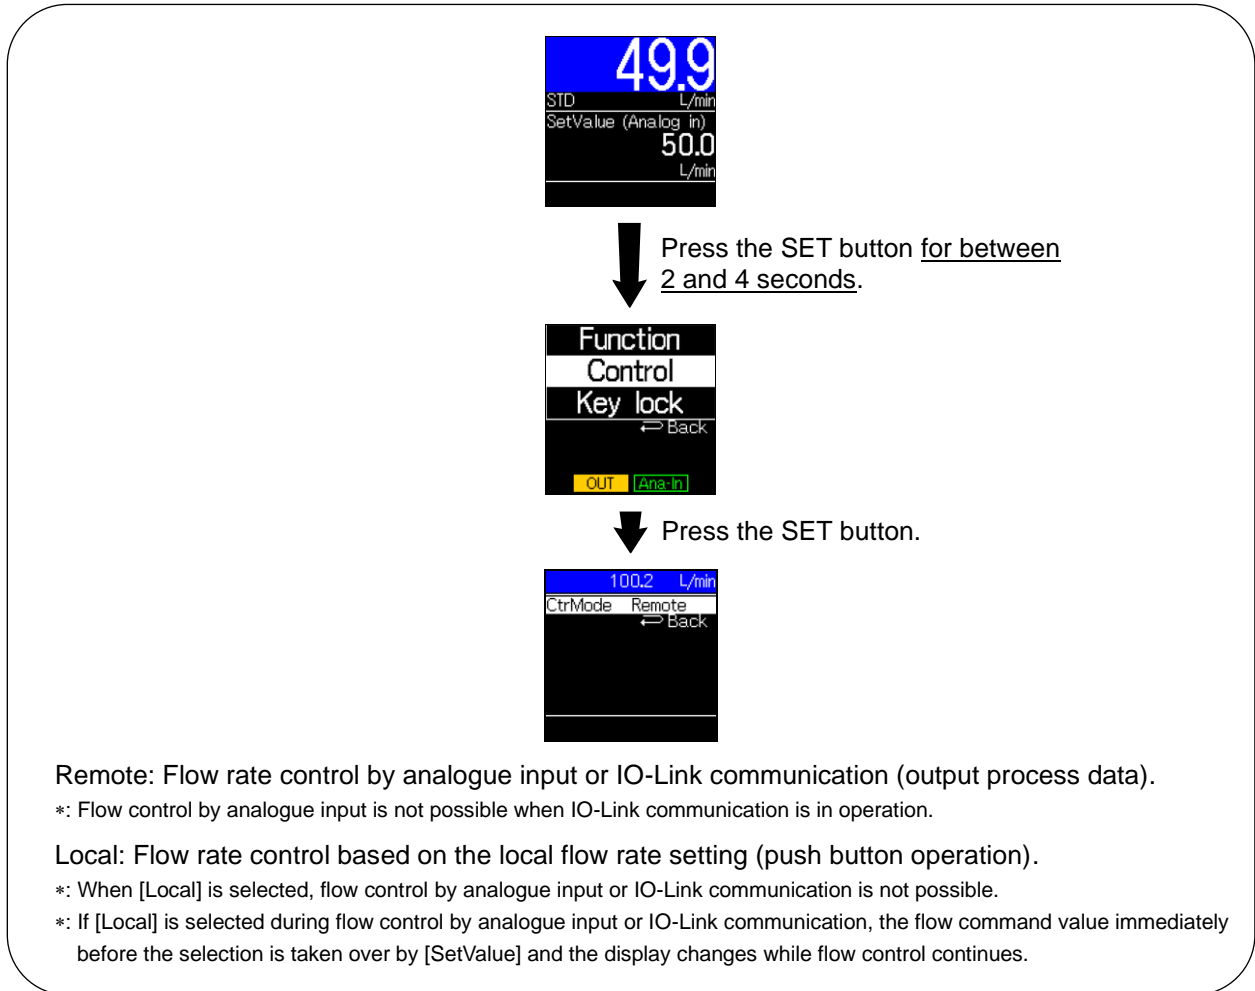 49.9
STD L/min
SetValue (Analog in)
50.0
L/min
Press the SET button for between
2 and 4 seconds.
Function
Control
Key lock
Back
OUT Ana-In
Press the SET button.
100.2 L/min
CtrMode Remote
Back
Remote: Flow rate control by analogue input or IO-Link communication (output process data).
*: Flow control by analogue input is not possible when IO-Link communication is in operation.
Local: Flow rate control based on the local flow rate setting (push button operation).
*: When [Local] is selected, flow control by analogue input or IO-Link communication is not possible.
*: If [Local] is selected during flow control by analogue input or IO-Link communication, the flow command value immediately
before the selection is taken over by [SetValue] and the display changes while flow control continues.